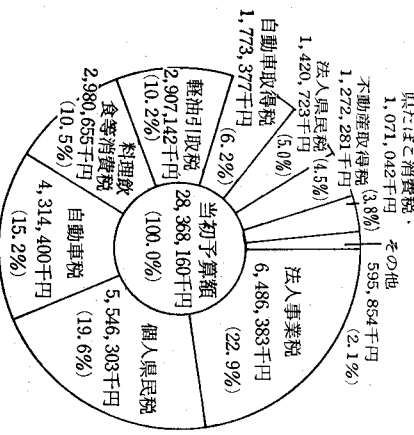 当初予算額
28,368,160千円
(100.0%)
法人事業税
6,486,383千円
(22.9%)
個人県民税
5,546,303千円
(19.6%)
自動車税
4,314,400千円
(15.2%)
料理飲
食等消費税
2,980,655千円
(10.5%)
軽油引取税
2,907,142千円
(10.2%)
自動車取得税
1,773,377千円
(6.2%)
法人県民税
1,420,723千円
(5.0%)
不動産取得税
1,272,281千円
(4.5%)
県たばこ消費税
1,071,042千円
(3.8%)
その他
595,854千円
(2.1%)